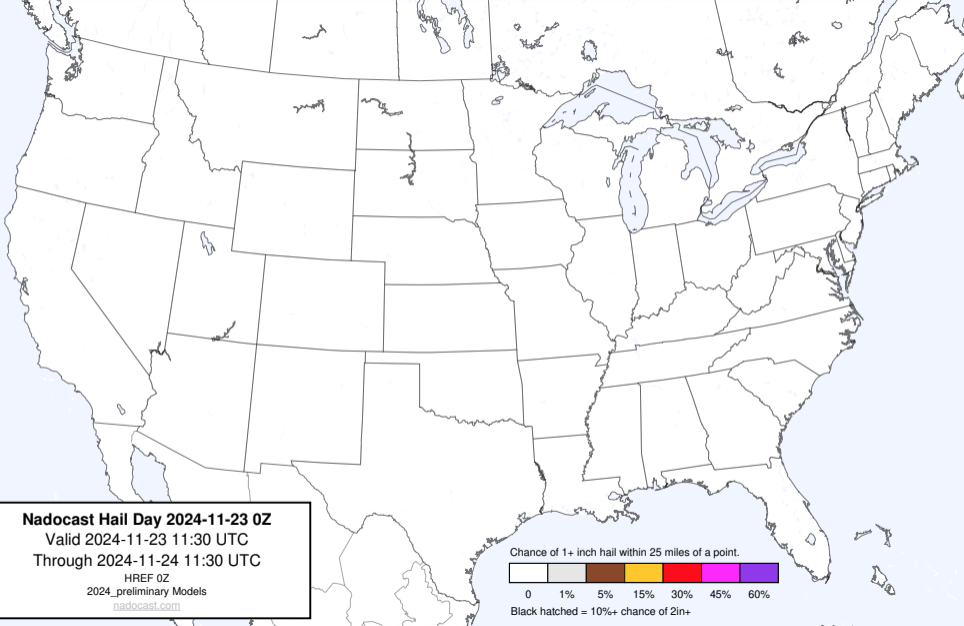 Nadocast Hail Day 2024-11-23 0Z
Valid 2024-11-23 11:30 UTC
Through 2024-11-24 11:30 UTC
HREF 0Z
2024_preliminary Models
nadocast.com
Chance of 1+ inch hail within 25 miles of a point.
0 1% 5% 15% 30% 45% 60%
Black hatched = 10%+ chance of 2in+